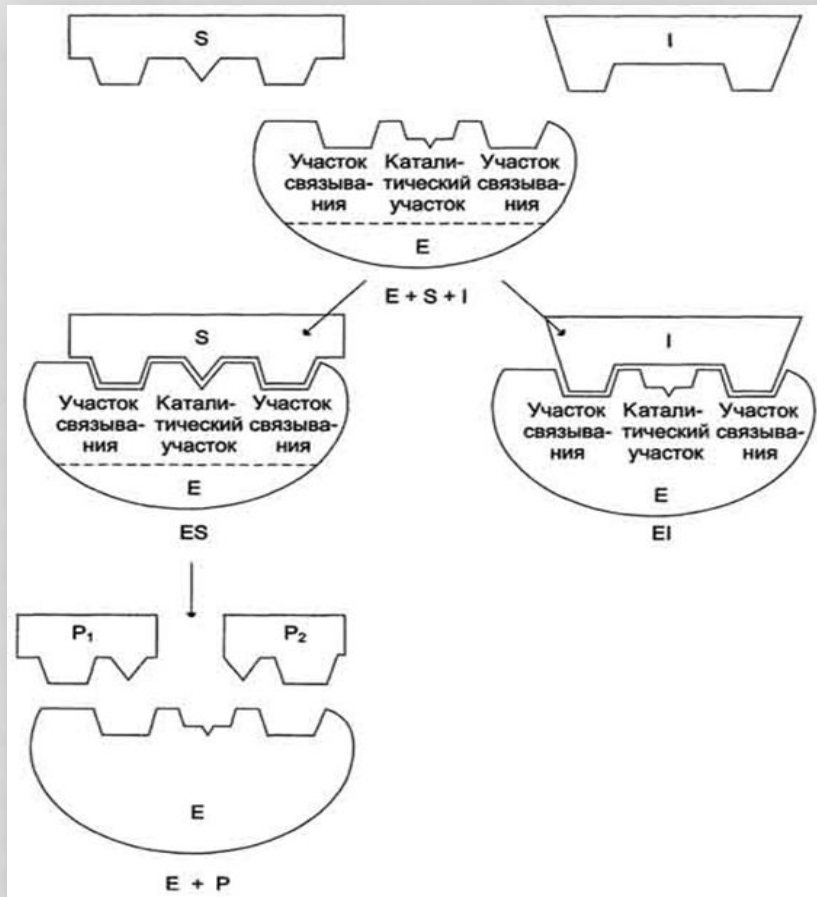 S
I
Участок Катали- Участок
связыва- тический связыва-
ния участок ния
E
E + S + I
S
Участок Катали- Участок
связыва- тический связыва-
ния участок ния
E
ES
I
Участок Катали- Участок
связыва- тический связыва-
ния участок ния
E
EI
P₁
P₂
E
E + P